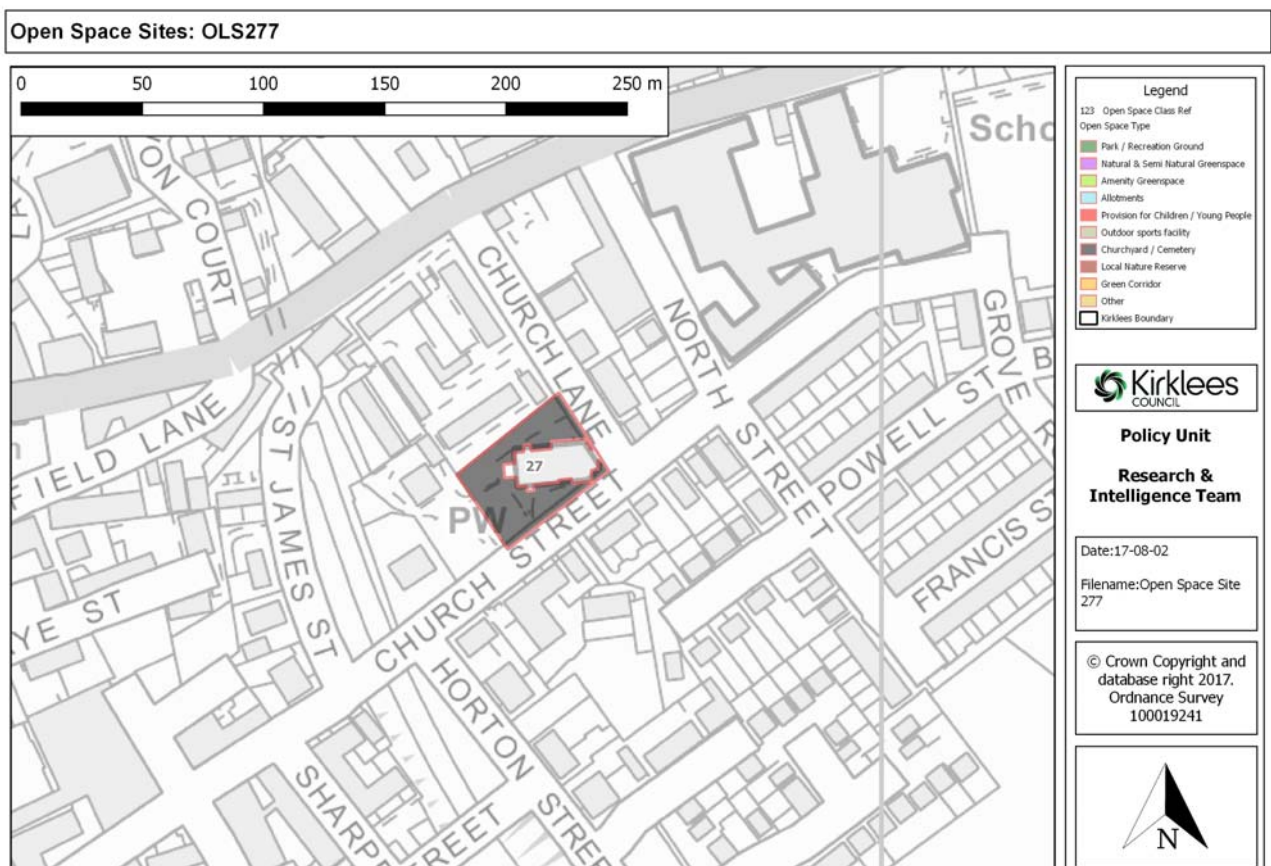 Open Space Sites: OLS277
0 50 100 150 200 250 m
COURT
CHURCH LANE
NORTH STREET
Scho
GROVE
FIELD LANE
ST JAMES ST
27
PW
CHURCH STREET
POWELL ST
FRANCIS ST
YE ST
HORTON STREE
SHARP
REET
Legend
123 Open Space Class Ref
Open Space Type
Park / Recreation Ground
Natural & Semi Natural Greenspace
Amenity Greenspace
Allotments
Provision for Children / Young People
Outdoor sports facility
Churchyard / Cemetery
Local Nature Reserve
Green Corridor
Other
Kirklees Boundary
Kirklees
COUNCIL
Policy Unit
Research &
Intelligence Team
Date:17-08-02
Filename:Open Space Site
277
© Crown Copyright and
database right 2017.
Ordnance Survey
100019241
N